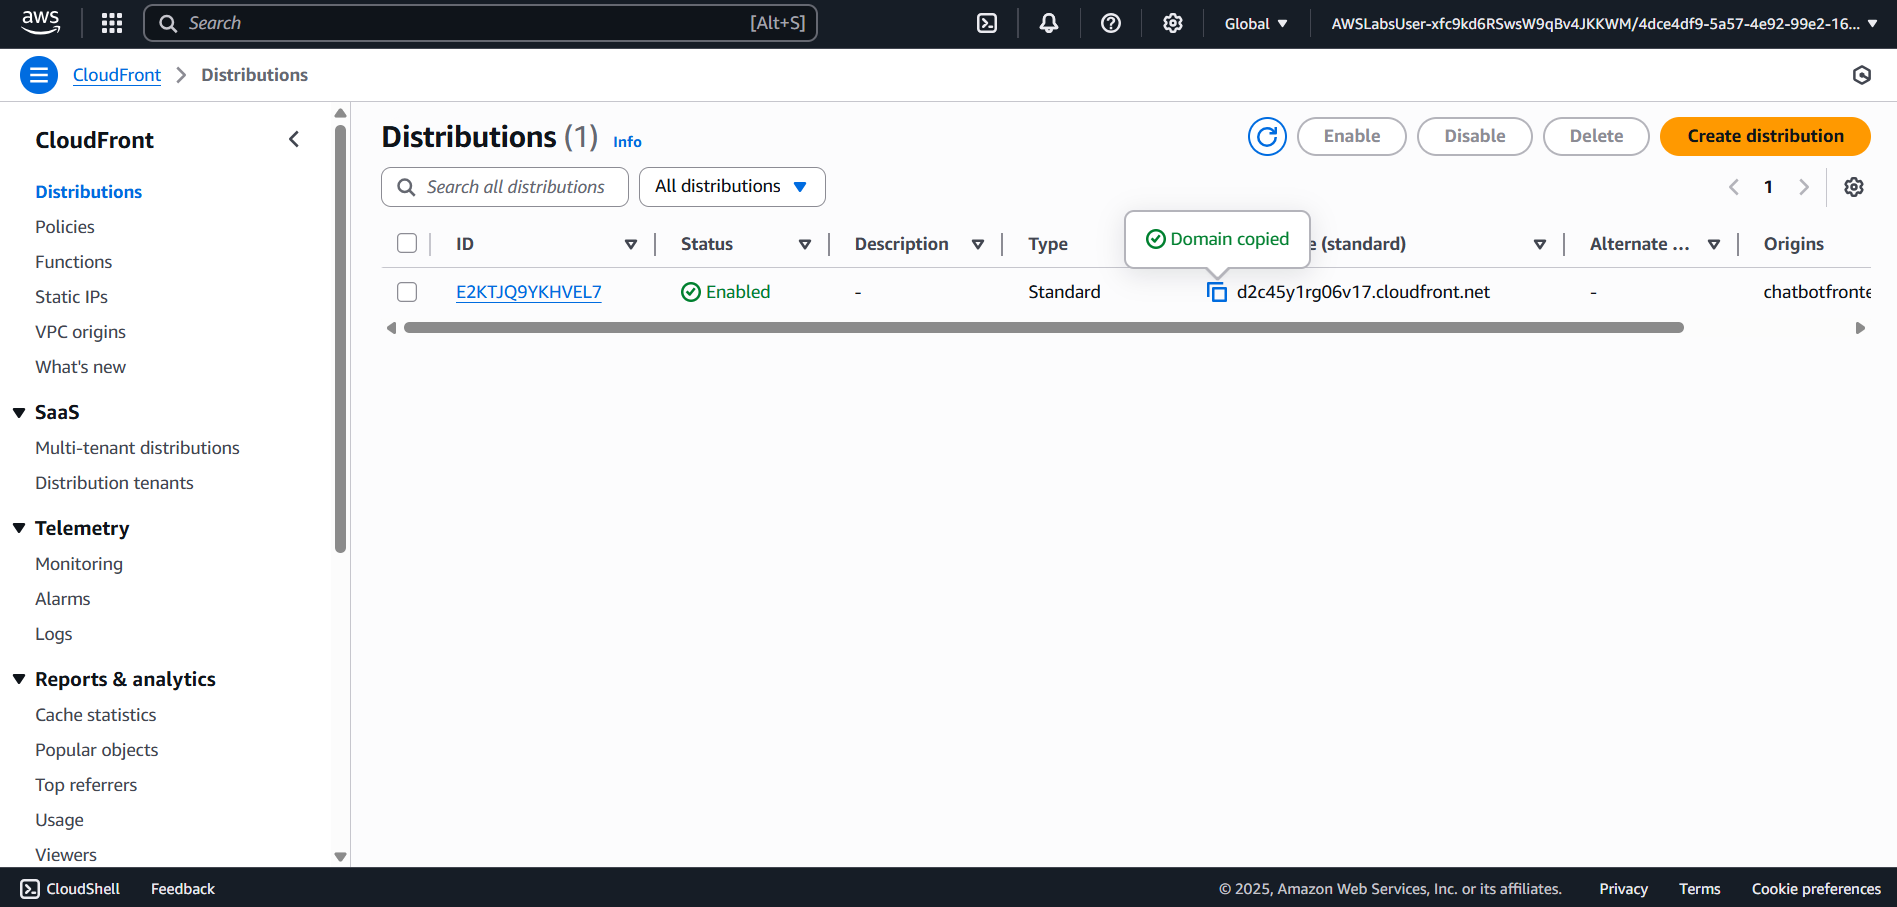 aws
Search [Alt+S]
Global
AWSLabsUser-xfc9kd6RSwsW9qBv4JKKWM/4dce4df9-5a57-4e92-99e2-16...
CloudFront > Distributions
CloudFront
Distributions
Policies
Functions
Static IPs
VPC origins
What's new
SaaS
Multi-tenant distributions
Distribution tenants
Telemetry
Monitoring
Alarms
Logs
Reports & analytics
Cache statistics
Popular objects
Top referrers
Usage
Viewers
Distributions (1) Info
Enable
Disable
Delete
Create distribution
Search all distributions
All distributions
1
Domain copied
ID Status Description Type (standard) Alternate ... Origins
E2KTJQ9YKHVEL7 Enabled - Standard d2c45y1rg06v17.cloudfront.net - chatbotfronte
CloudShell
Feedback
© 2025, Amazon Web Services, Inc. or its affiliates.
Privacy
Terms
Cookie preferences